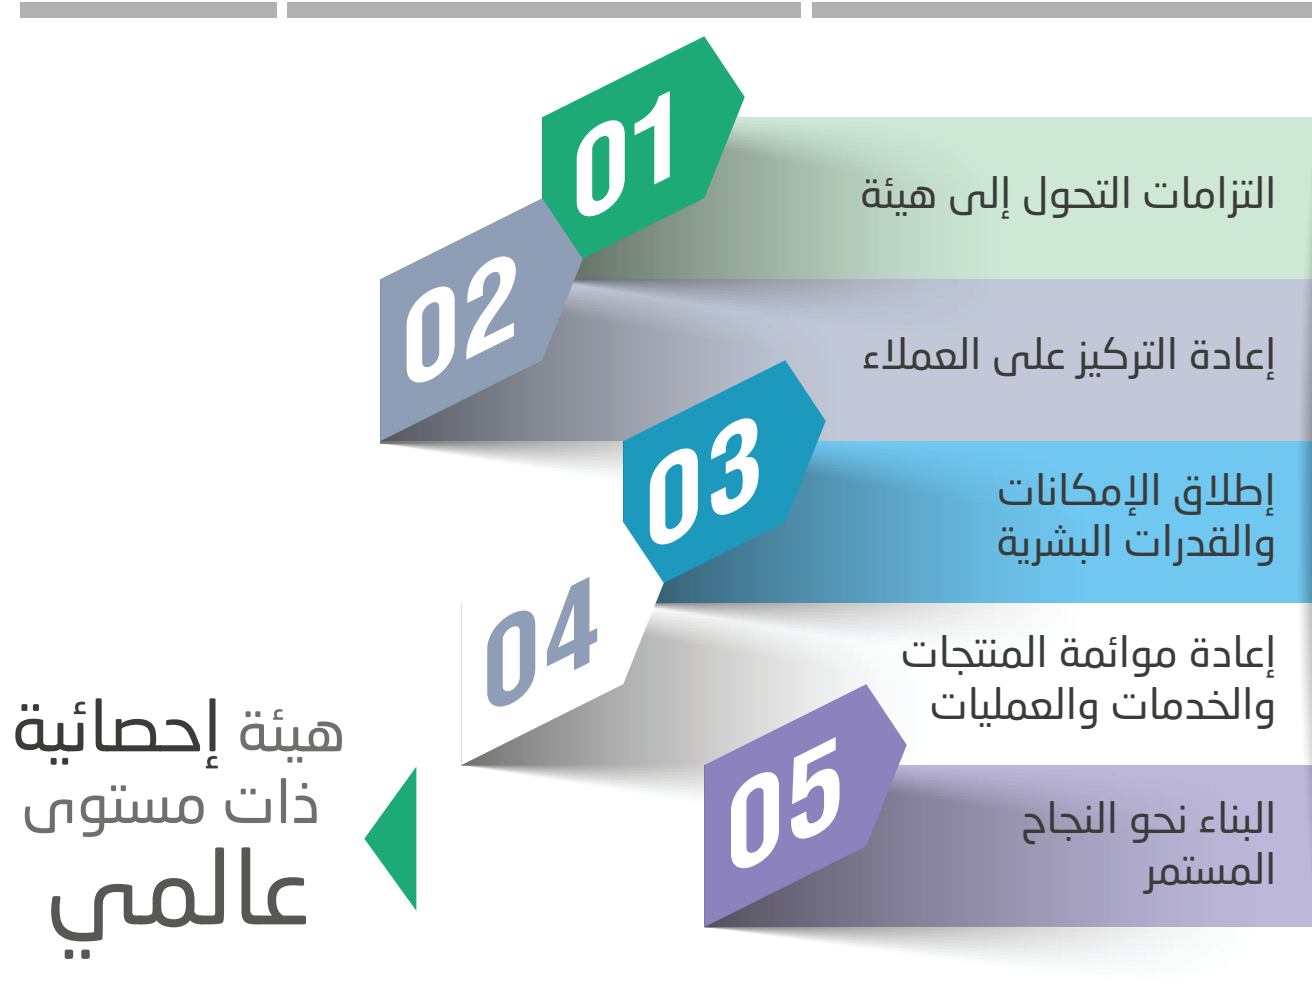 01
التزامات التحول إلى هيئة
02
إعادة التركيز على العملاء
03
إطلاق الإمكانات
والقدرات البشرية
04
إعادة موائمة المنتجات
والخدمات والعمليات
05
البناء نحو النجاح
المستمر
هيئة إحصائية
ذات مستوى
عالمي